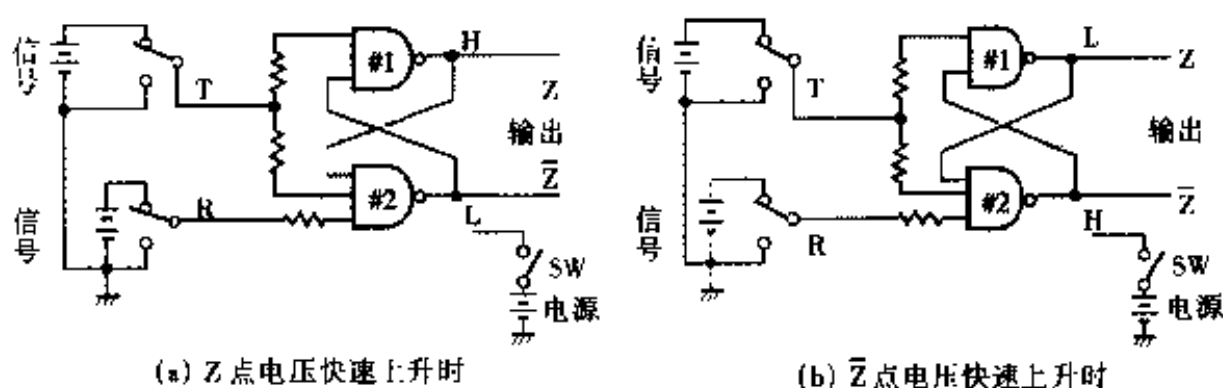 信号
T
#1
H
Z
输出
Z̄
信号
R
#2
L
SW
电源
(a) Z 点电压快速上升时
信号
T
#1
L
Z
输出
Z̄
信号
R
#2
H
SW
电源
(b) Z̄ 点电压快速上升时